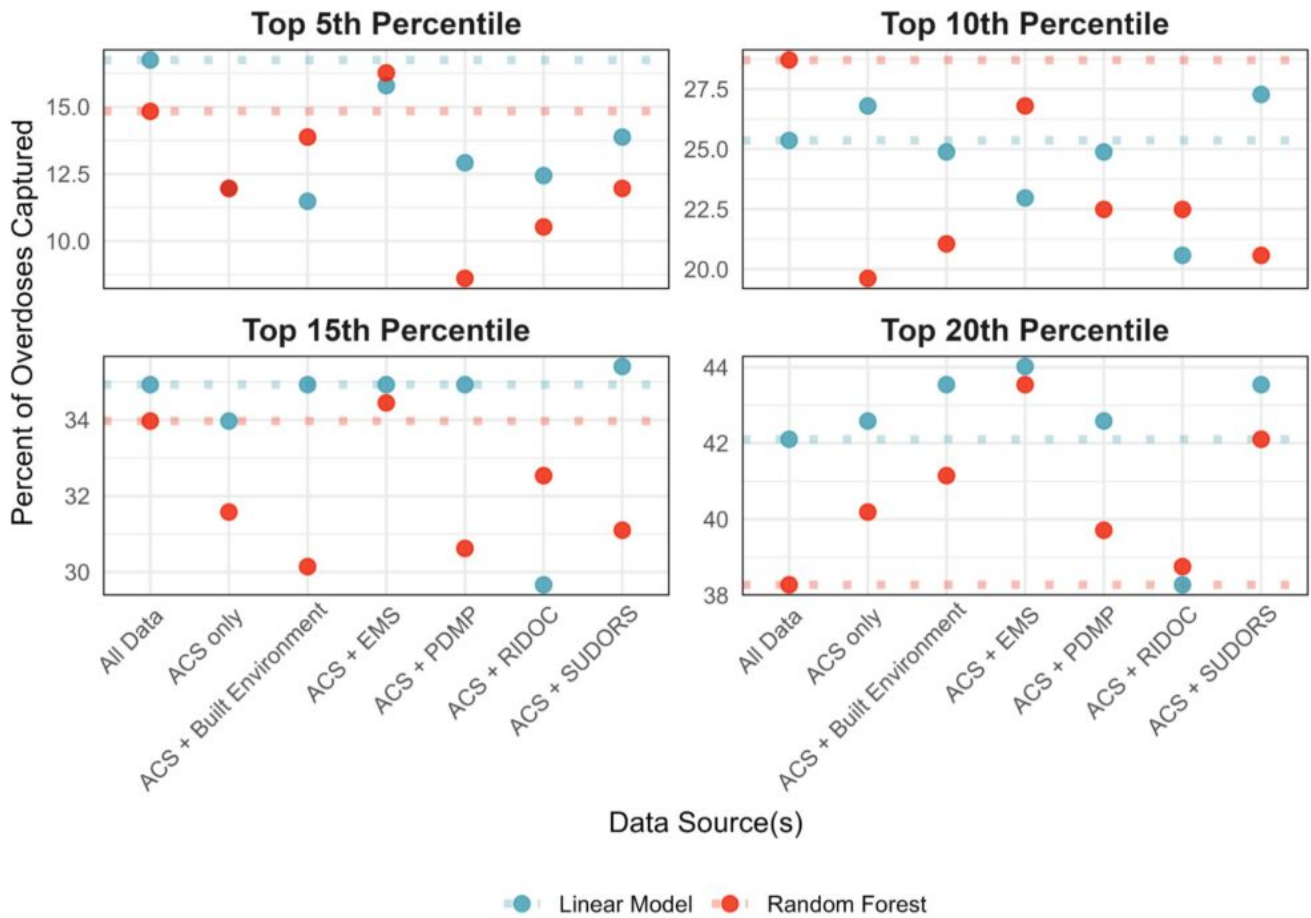 Top 5th Percentile
Top 10th Percentile
Percent of Overdoses Captured
15.0
12.5
10.0
27.5
25.0
22.5
20.0
Top 15th Percentile
Top 20th Percentile
34
32
30
44
42
40
38
All Data
ACS only
ACS + Built Environment
ACS + EMS
ACS + PDMP
ACS + RIDOC
ACS + SUDORS
All Data
ACS only
ACS + Built Environment
ACS + EMS
ACS + PDMP
ACS + RIDOC
ACS + SUDORS
Data Source(s)
Linear Model Random Forest